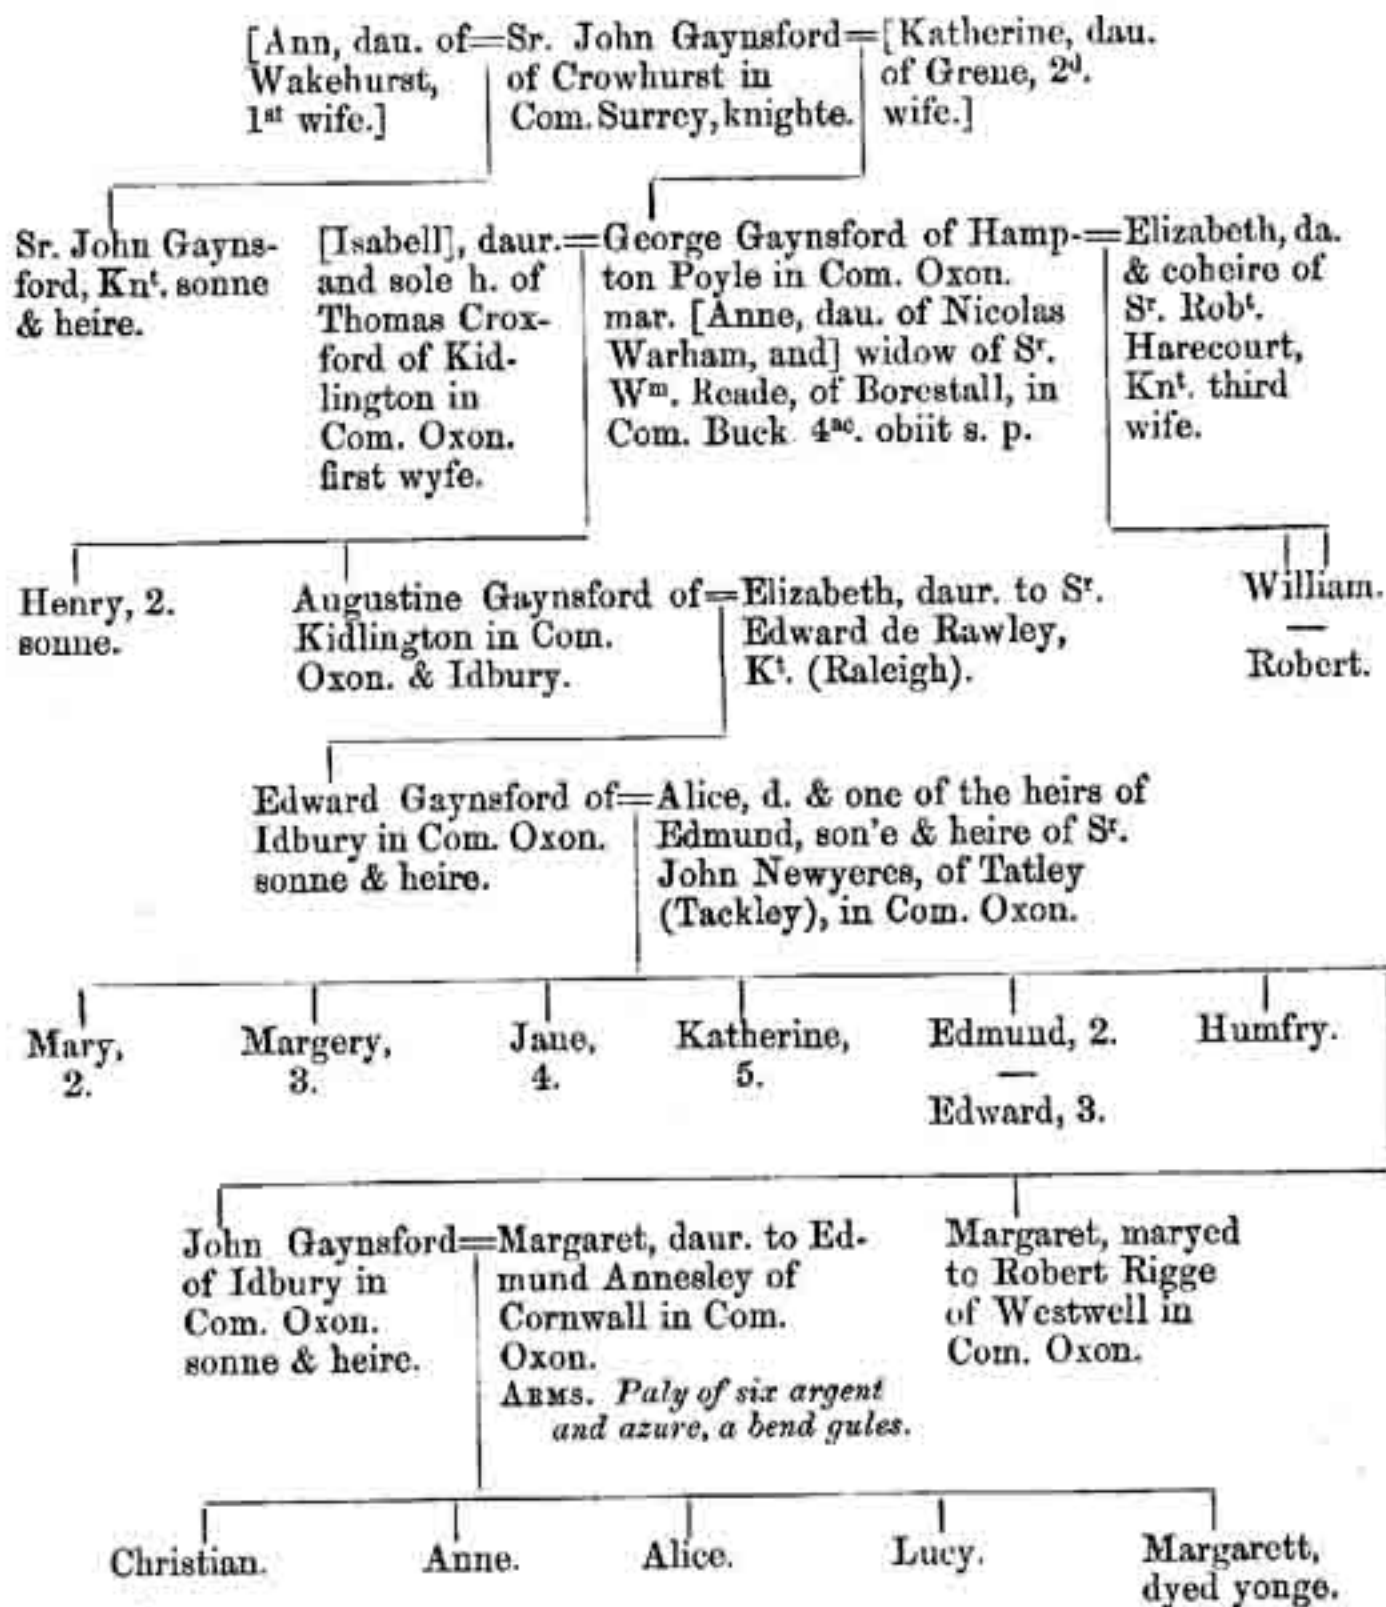 [Ann, dau. of=Sr. John Gaynsford=[Katherine, dau.
Wakehurst, of Crowhurst in of Grene, 2d.
1st wife.] Com. Surrey, knighte. wife.]
Sr. John Gayns- [Isabell], daur.=George Gaynsford of Hamp-=Elizabeth, da.
ford, Knt. sonne and sole h. of ton Poyle in Com. Oxon. & coheire of
& heire. Thomas Crox- mar. [Anne, dau. of Nicolas Sr. Robt.
ford of Kid- Warham, and] widow of Sr. Harecourt,
lington in Wm. Reade, of Borestall, in Knt. third
Com. Oxon. Com. Buck 4ae. obiit s. p. wife.
first wyfe.
Henry, 2. Augustine Gaynsford of=Elizabeth, daur. to Sr. William.
sonne. Kidlington in Com. Edward de Rawley, —
Oxon. & Idbury. Kt. (Raleigh). Robert.
Edward Gaynsford of=Alice, d. & one of the heirs of
Idbury in Com. Oxon. Edmund, son'e & heire of Sr.
sonne & heire. John Newyeres, of Tatley
(Tackley), in Com. Oxon.
Mary, Margery, Jane, Katherine, Edmund, 2. Humfry.
2. 3. 4. 5. —
Edward, 3.
John Gaynsford=Margaret, daur. to Ed- Margaret, maryed
of Idbury in mund Annesley of to Robert Rigge
Com. Oxon. Cornwall in Com. of Westwell in
sonne & heire. Oxon. Com. Oxon.
ARMS. Paly of six argent
and azure, a bend gules.
Christian. Anne. Alice. Lucy. Margarett,
dyed yonge.